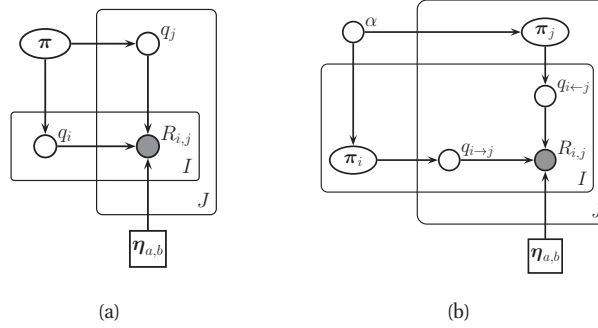 π
q_j
q_i
R_{i,j}
I
J
η_{a,b}
(a)
α
π_j
q_{i←j}
π_i
q_{i→j}
R_{i,j}
I
J
η_{a,b}
(b)